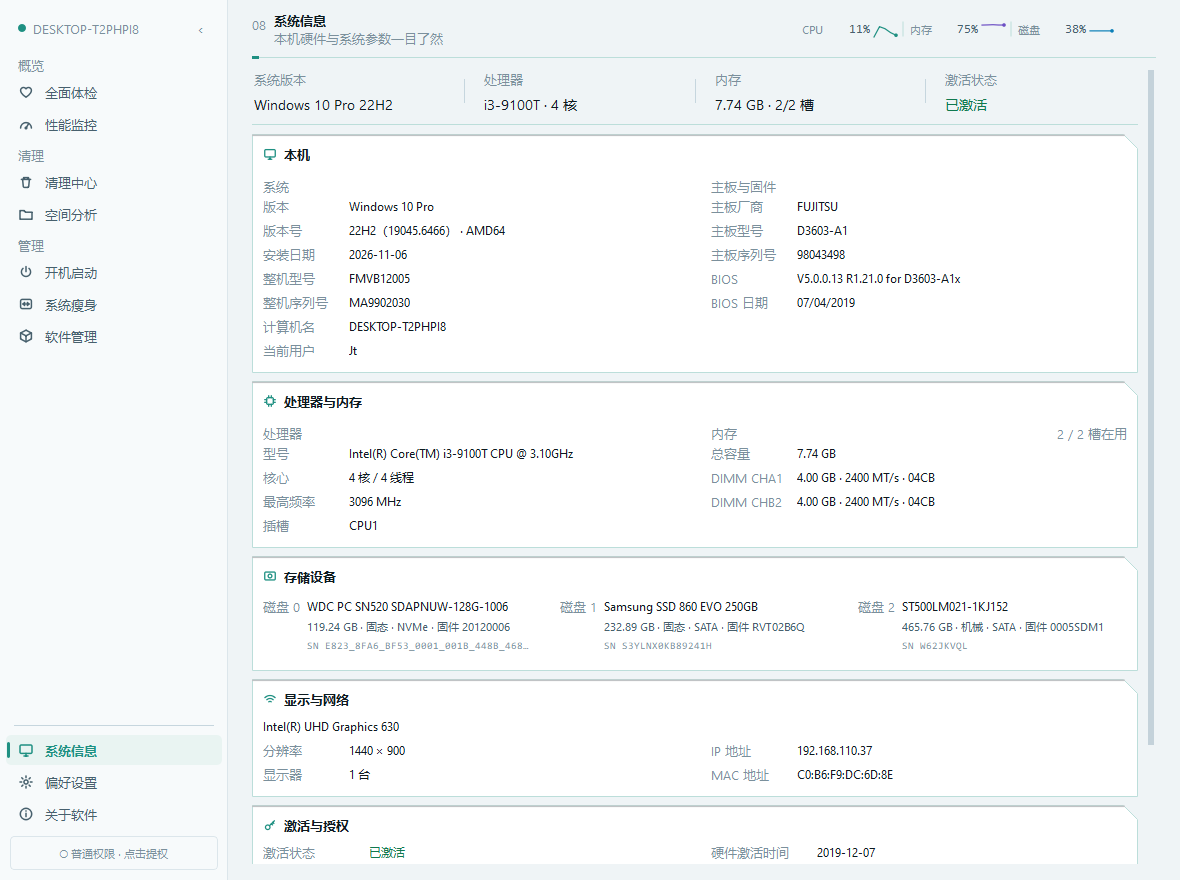 DESKTOP-T2PHPI8
概览
全面体检
性能监控
清理
清理中心
空间分析
管理
开机启动
系统瘦身
软件管理
系统信息
偏好设置
关于软件
普通权限 · 点击提权
08 系统信息
本机硬件与系统参数一目了然
CPU 11% 内存 75% 磁盘 38%
系统版本
Windows 10 Pro 22H2
处理器
i3-9100T · 4 核
内存
7.74 GB · 2/2 槽
激活状态
已激活
本机
系统
版本 Windows 10 Pro
版本号 22H2（19045.6466） · AMD64
安装日期 2026-11-06
整机型号 FMVB12005
整机序列号 MA9902030
计算机名 DESKTOP-T2PHPI8
当前用户 Jt
主板与固件
主板厂商 FUJITSU
主板型号 D3603-A1
主板序列号 98043498
BIOS V5.0.0.13 R1.21.0 for D3603-A1x
BIOS 日期 07/04/2019
处理器与内存
处理器
型号 Intel(R) Core(TM) i3-9100T CPU @ 3.10GHz
核心 4 核 / 4 线程
最高频率 3096 MHz
插槽 CPU1
内存 2 / 2 槽在用
总容量 7.74 GB
DIMM CHA1 4.00 GB · 2400 MT/s · 04CB
DIMM CHB2 4.00 GB · 2400 MT/s · 04CB
存储设备
磁盘 0 WDC PC SN520 SDAPNUW-128G-1006
119.24 GB · 固态 · NVMe · 固件 20120006
SN E823_8FA6_BF53_0001_001B_448B_468…
磁盘 1 Samsung SSD 860 EVO 250GB
232.89 GB · 固态 · SATA · 固件 RVT02B6Q
SN S3YLNX0KB89241H
磁盘 2 ST500LM021-1KJ152
465.76 GB · 机械 · SATA · 固件 0005SDM1
SN W62JKVQL
显示与网络
Intel(R) UHD Graphics 630
分辨率 1440 × 900
显示器 1 台
IP 地址 192.168.110.37
MAC 地址 C0:B6:F9:DC:6D:8E
激活与授权
激活状态 已激活
硬件激活时间 2019-12-07